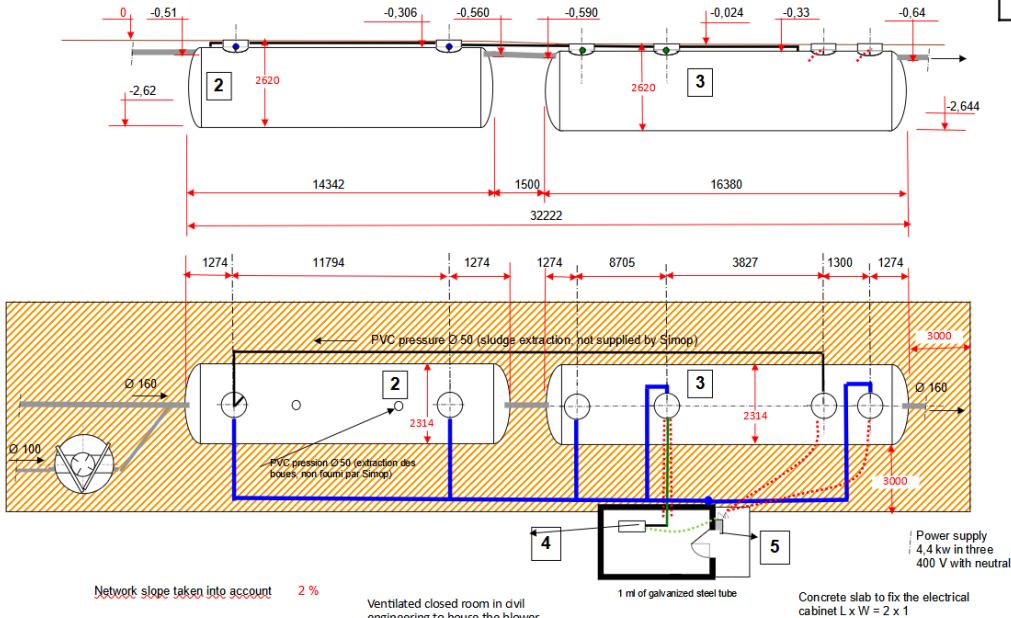 0
-0,51
-0,306
-0,560
-0,590
-0,024
-0,33
-0,64
2
2620
3
2620
-2,62
-2,644
14342
1500
16380
32222
1274
11794
1274
1274
8705
3827
1300
1274
PVC pressure Ø 50 (sludge extraction, not supplied by Simop)
3000
Ø 160
2
3
Ø 160
2314
2314
Ø 100
PVC pression Ø 50 (extraction des
boues, non fourni par Simop)
3000
4
5
Power supply
4,4 kw in three
400 V with neutral
Network slope taken into account 2 %
1 ml of galvanized steel tube
Ventilated closed room in civil
engineering to house the blower
Concrete slab to fix the electrical
cabinet L x W = 2 x 1